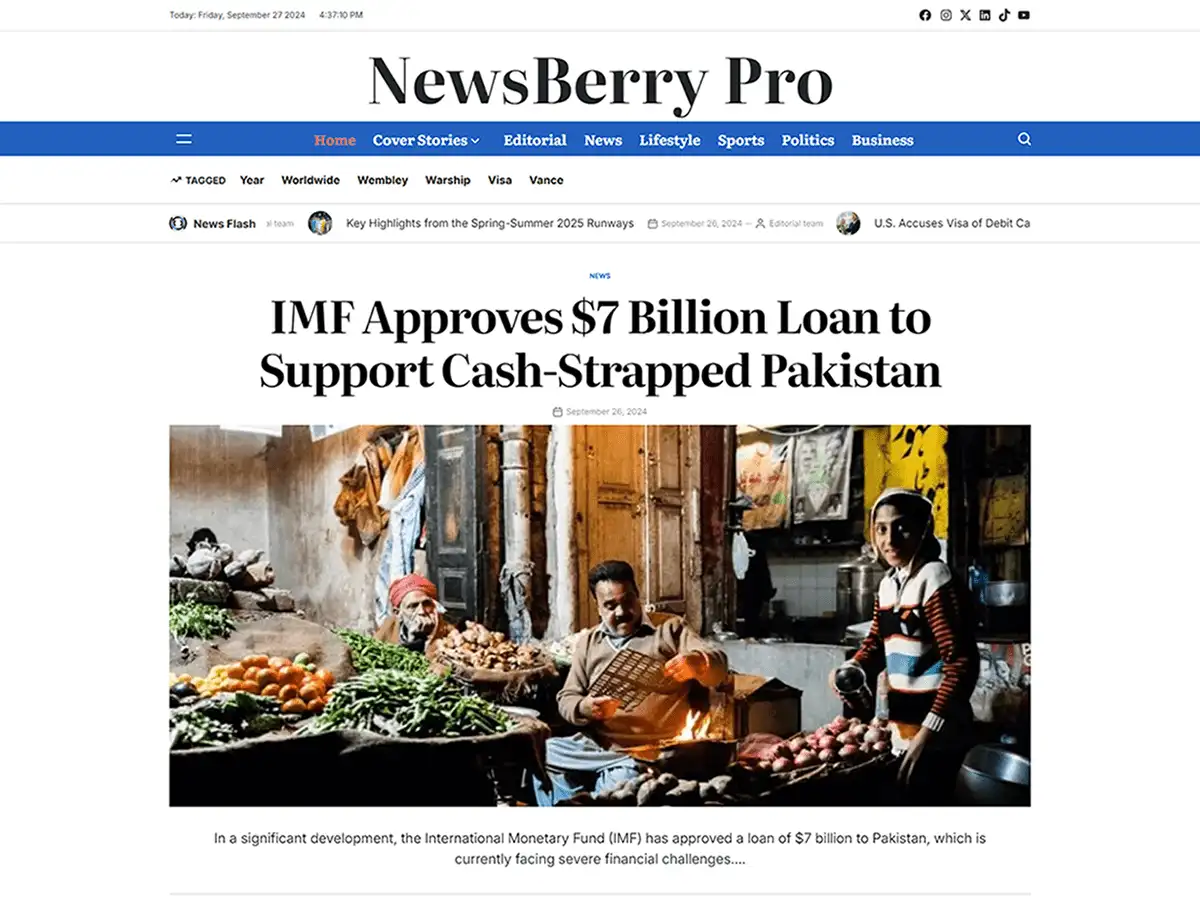 Today: Friday, September 27 2024 4:37:10 PM
NewsBerry Pro
Home Cover Stories Editorial News Lifestyle Sports Politics Business
TAGGED Year Worldwide Wembley Warship Visa Vance
News Flash al team Key Highlights from the Spring-Summer 2025 Runways September 26, 2024 – Editorial team U.S. Accuses Visa of Debit Ca
NEWS
IMF Approves $7 Billion Loan to
Support Cash-Strapped Pakistan
September 26, 2024
In a significant development, the International Monetary Fund (IMF) has approved a loan of $7 billion to Pakistan, which is
currently facing severe financial challenges....